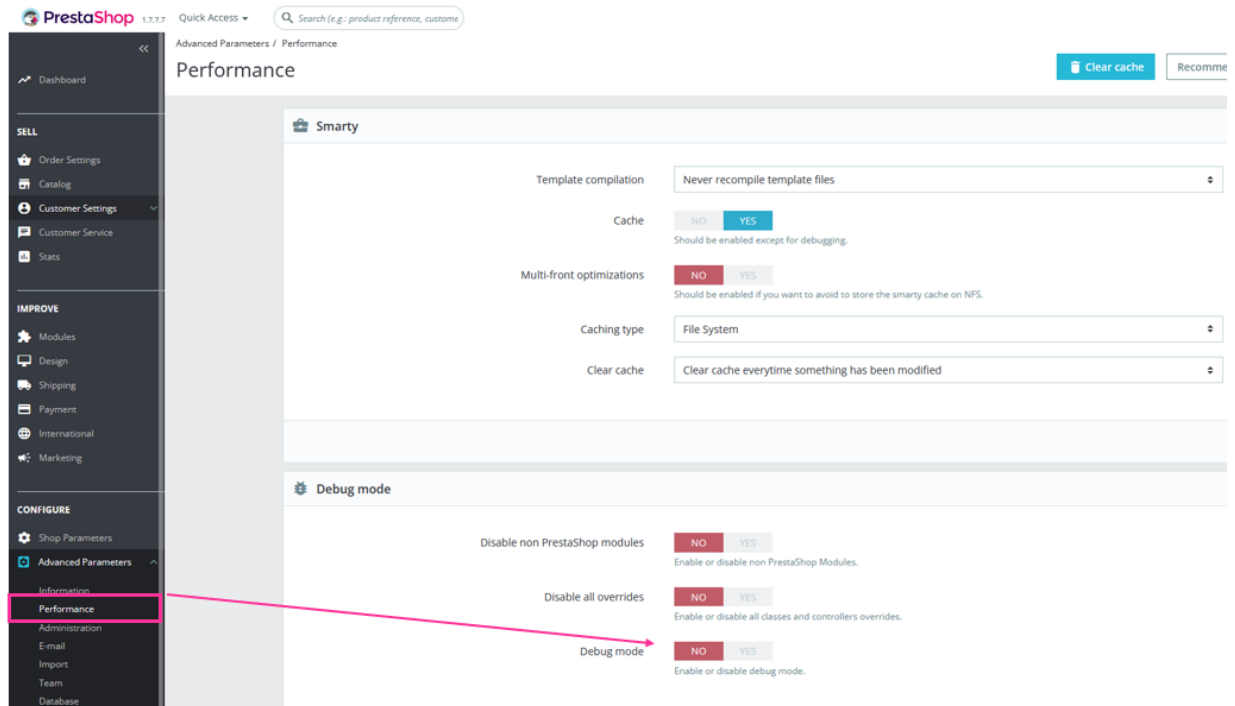 PrestaShop 1.7.7.7 Quick Access Search (e.g.: product reference, custome
Advanced Parameters / Performance
Performance
Clear cache
Recomme
Dashboard
SELL
Order Settings
Catalog
Customer Settings
Customer Service
Stats
IMPROVE
Modules
Design
Shipping
Payment
International
Marketing
CONFIGURE
Shop Parameters
Advanced Parameters
Information
Performance
Administration
E-mail
Import
Team
Database
Smarty
Template compilation Never recompile template files
Cache NO YES
Should be enabled except for debugging.
Multi-front optimizations NO YES
Should be enabled if you want to avoid to store the smarty cache on NFS.
Caching type File System
Clear cache Clear cache everytime something has been modified
Debug mode
Disable non PrestaShop modules NO YES
Enable or disable non PrestaShop Modules.
Disable all overrides NO YES
Enable or disable all classes and controllers overrides.
Debug mode NO YES
Enable or disable debug mode.